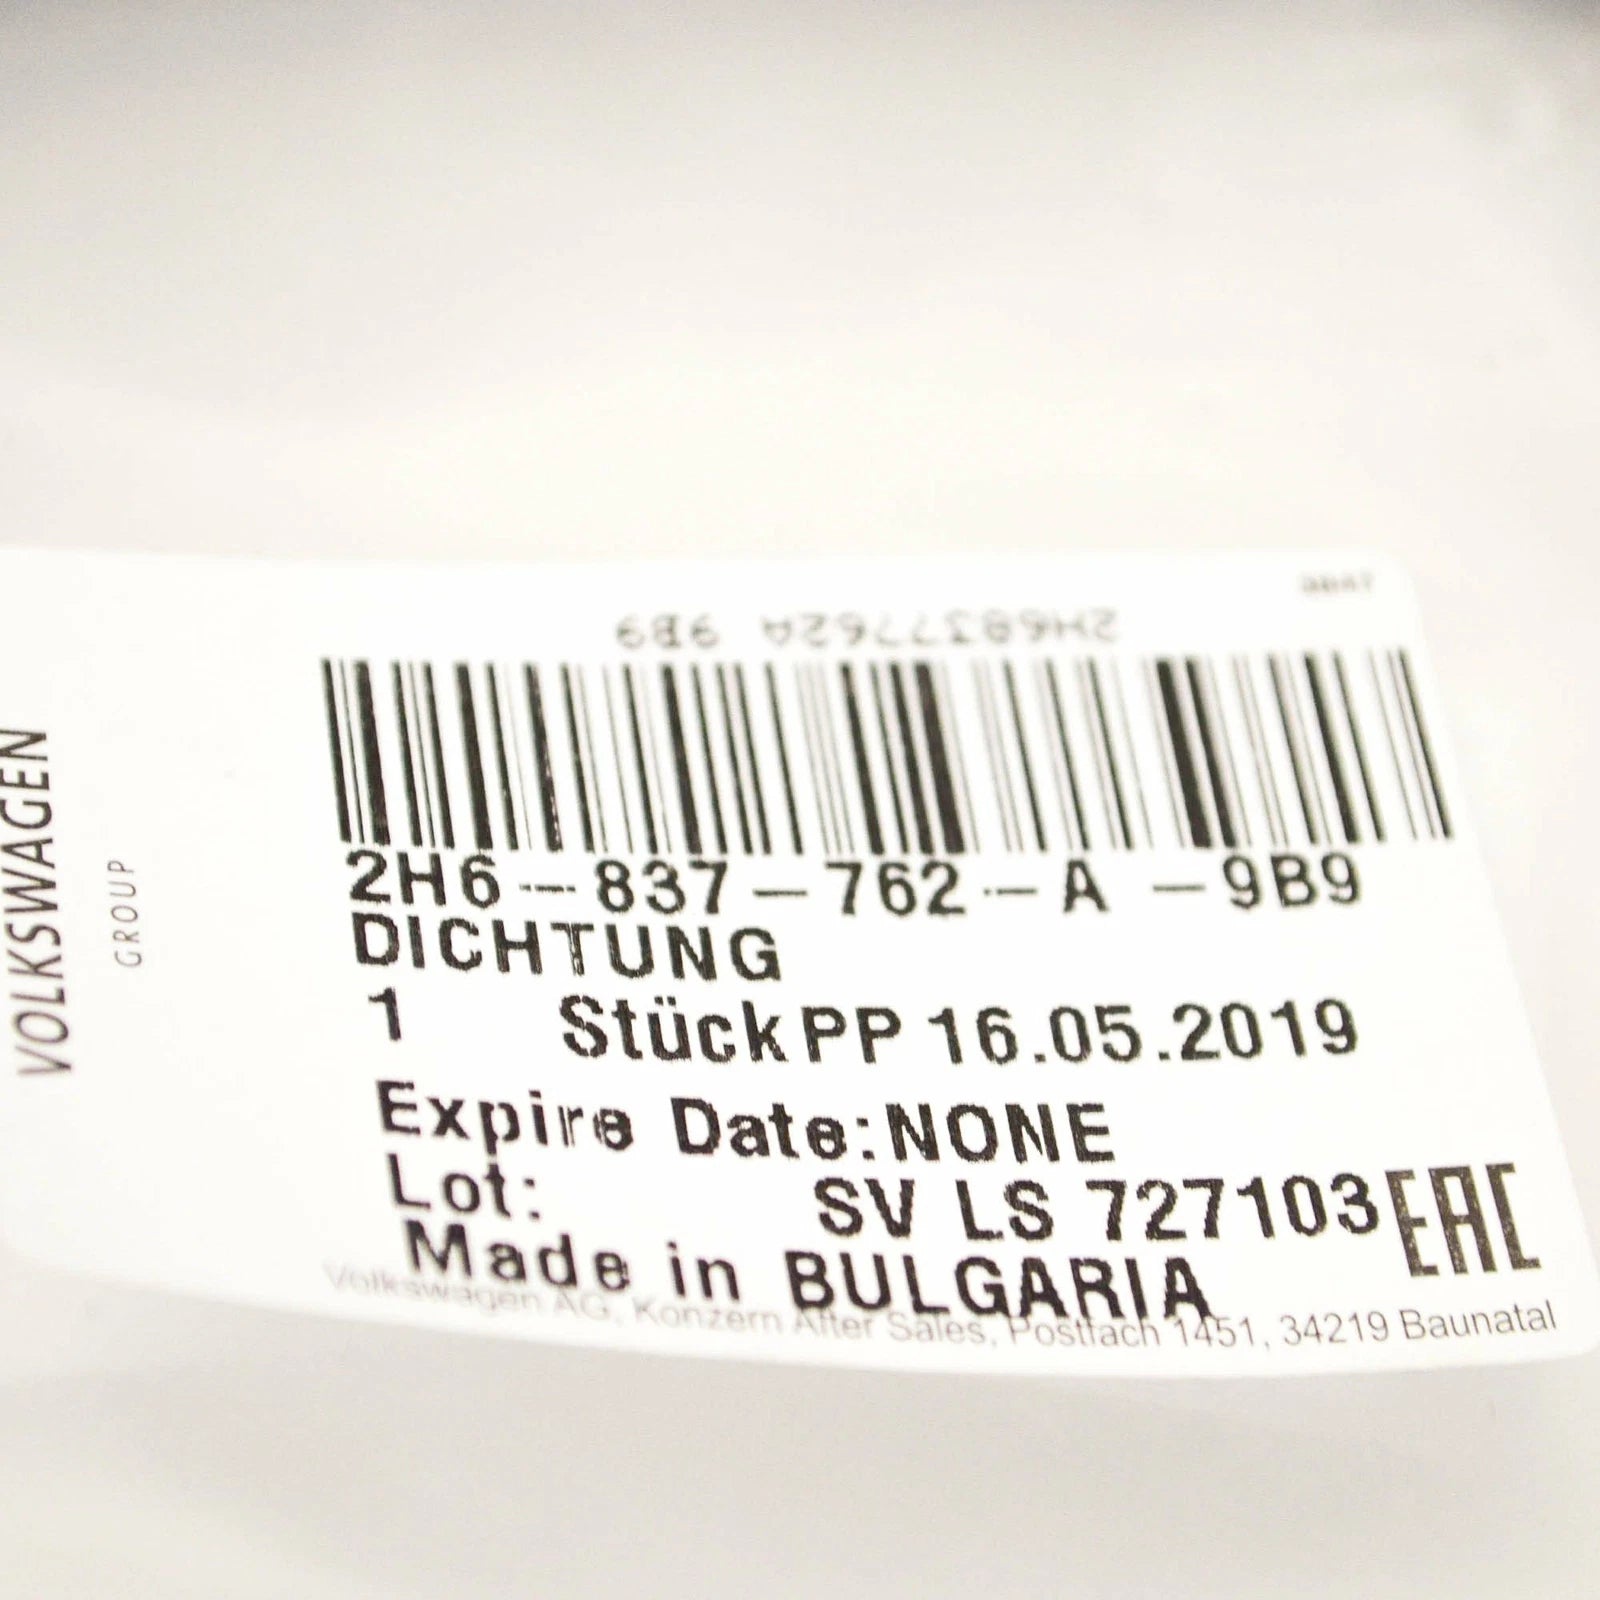 VOLKSWAGEN
GROUP
2H6837762A 9B9
2H6-837-762-A -9B9
DICHTUNG
1 Stück PP 16.05.2019
Expire Date:NONE
Lot: SV LS 727103
EAC
Made in BULGARIA
Volkswagen AG, Konzern After Sales, Postfach 1451, 34219 Baunatal